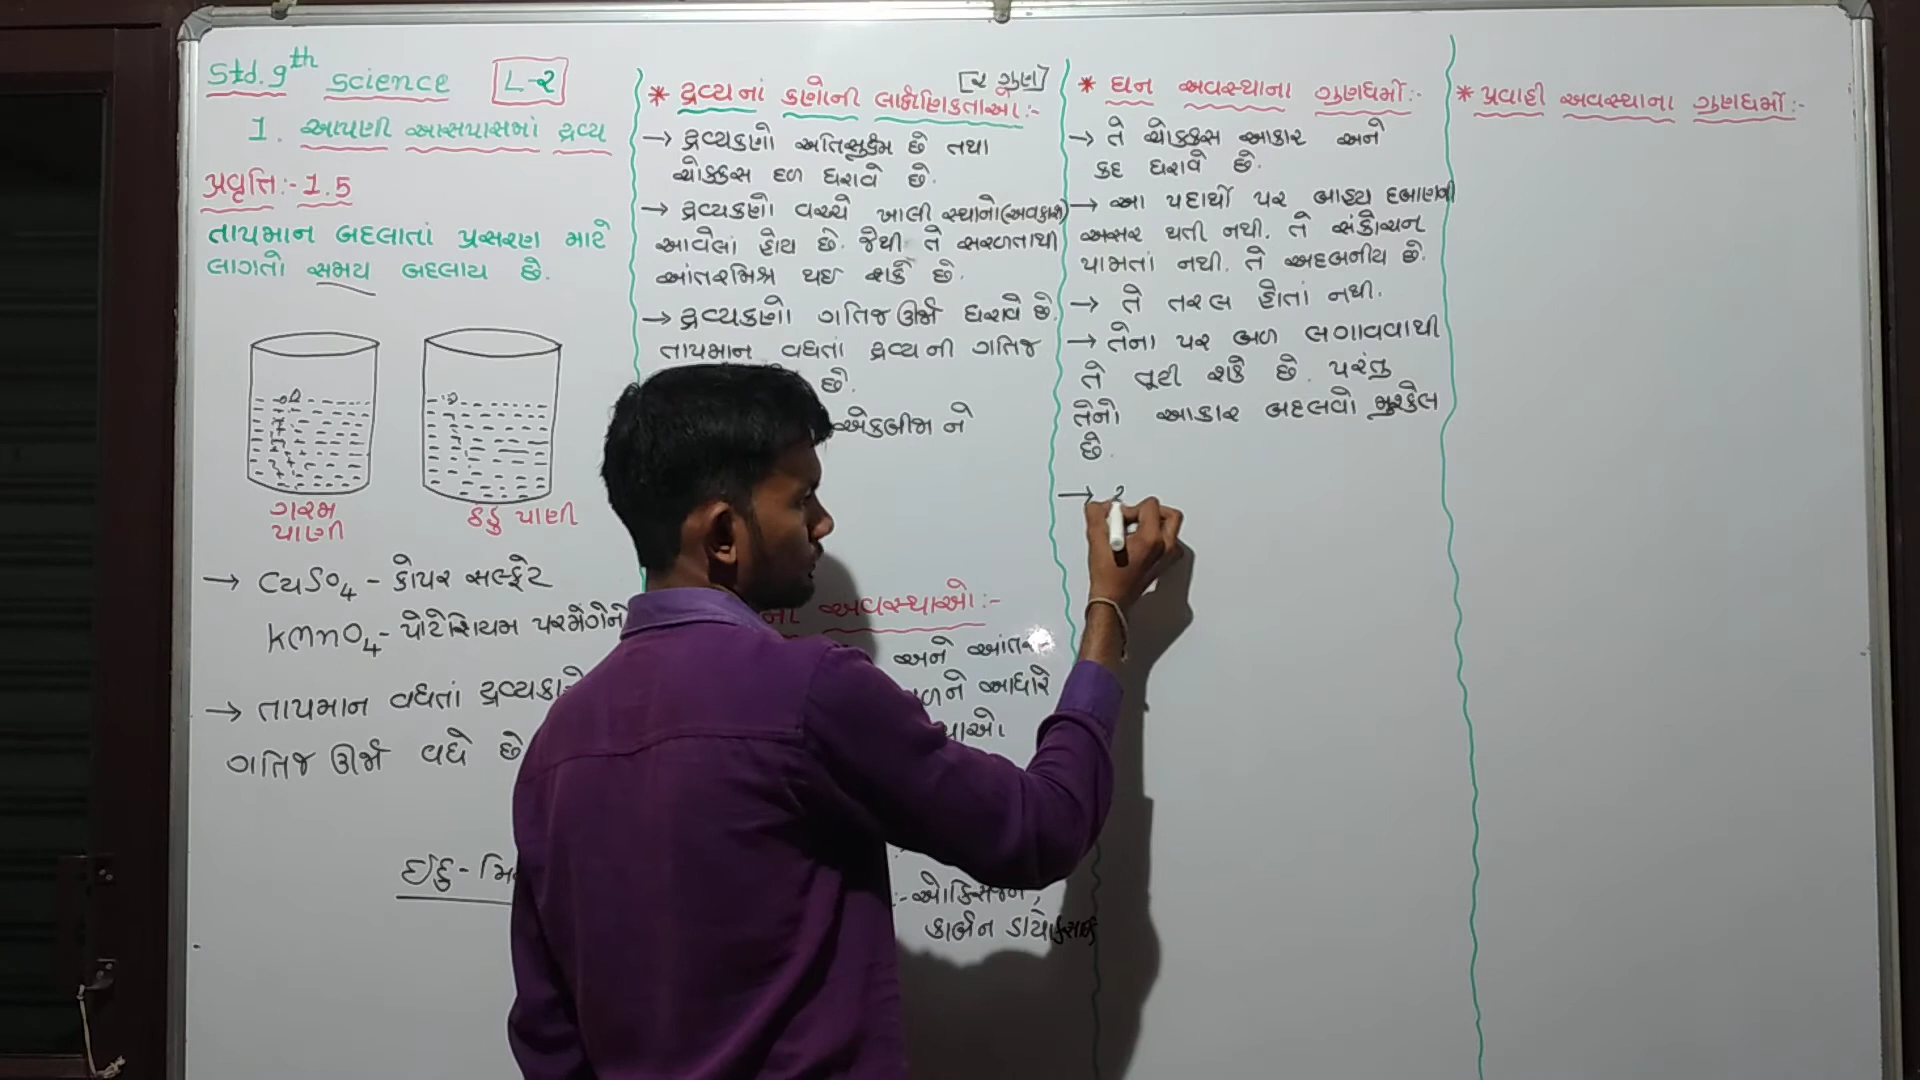 Std. 9th Science L-2
1. આપણી આસપાસમાં દ્રવ્ય
પ્રવૃત્તિ:- 1.5
તાપમાન બદલાતાં પ્રસરણ માટે
લાગતો સમય બદલાય છે.
ગરમ
પાણી
ઠંડુ પાણી
→ CuSO4 - કોપર સલ્ફેટ
KMnO4 - પોટેશિયમ
→ તાપમાન વધતાં
ગતિજ ઊર્જા વધે છે
[૨ ગુણ]
* દ્રવ્યનાં કણોની લાક્ષણિકતાઓ:-
→ દ્રવ્યકણો અતિસુક્ષ્મ છે તથા
ચોક્કસ દળ ધરાવે છે.
→ દ્રવ્યકણો વચ્ચે ખાલી સ્થાનો(અવકાશ)
આવેલાં હોય છે. જેથી તે સરળતાથી
આંતરમિશ્ર થઇ શકે છે.
→ દ્રવ્યકણો ગતિજ ઊર્જા ધરાવે છે.
તાપમાન વધતાં દ્રવ્યની ગતિજ
છે.
એકબીજા ને
અવસ્થાઓ:-
અને
આધારે
:- ઓક્સિજન,
કાર્બન
* ઘન અવસ્થાના ગુણધર્મો:-
→ તે ચોક્કસ આકાર અને
કદ ધરાવે છે.
→ આ પદાર્થો પર બાહ્ય દબાણની
અસર થતી નથી. તે સંકોચન
પામતાં નથી. તે અદબનીય છે.
→ તે તરલ હોતાં નથી.
→ તેના પર બળ લગાવવાથી
તે તૂટી શકે છે. પરંતુ
તેનો આકાર બદલવો મુશ્કેલ
છે.
→
* પ્રવાહી અવસ્થાના ગુણધર્મો:-